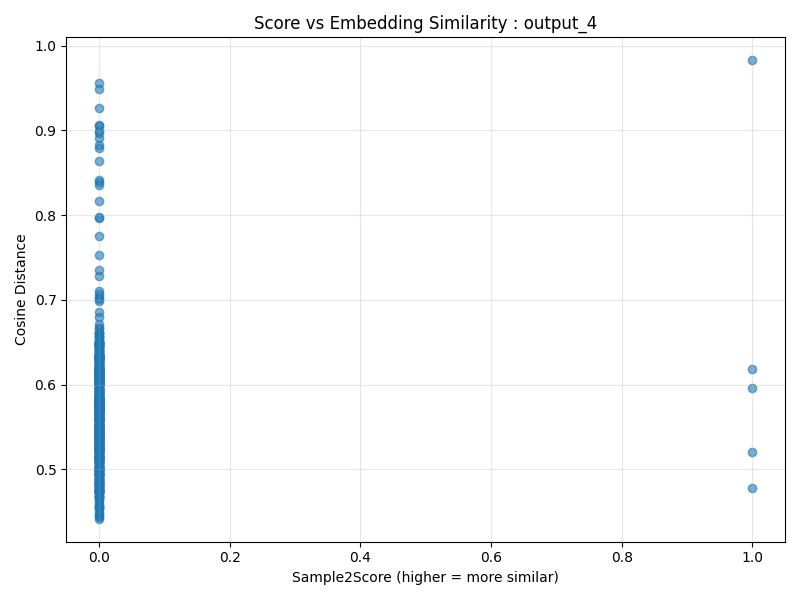 Score vs Embedding Similarity : output_4
Cosine Distance
1.0
0.9
0.8
0.7
0.6
0.5
0.0 0.2 0.4 0.6 0.8 1.0
Sample2Score (higher = more similar)